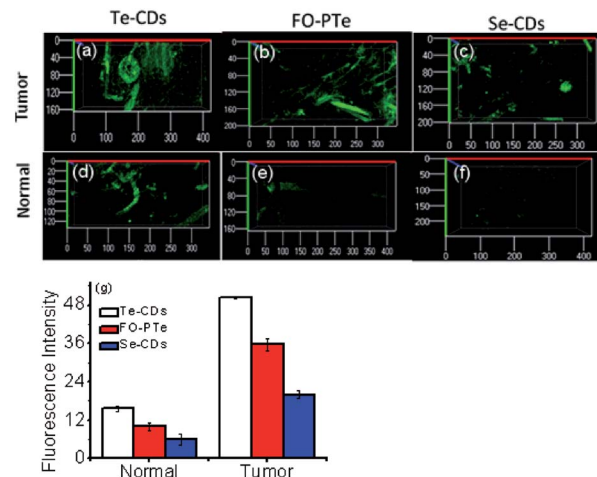 Te-CDs FO-PTe Se-CDs
Tumor
(a) (b) (c)
0 40 80 120 160
0 100 200 300 400
0 40 80 120 160 200
0 50 100 150 200 250 300
0 40 80 120 160 200
0 50 100 150 200 250 300
Normal
(d) (e) (f)
0 20 40 60 80 100 120
0 50 100 150 200 250 300
0 40 80 120 160
0 50 100 150 200 250 300 350 400
0 50 100 150 200
0 100 200 300 400
(g)
Te-CDs
FO-PTe
Se-CDs
Fluorescence Intensity
48
36
24
12
0
Normal Tumor